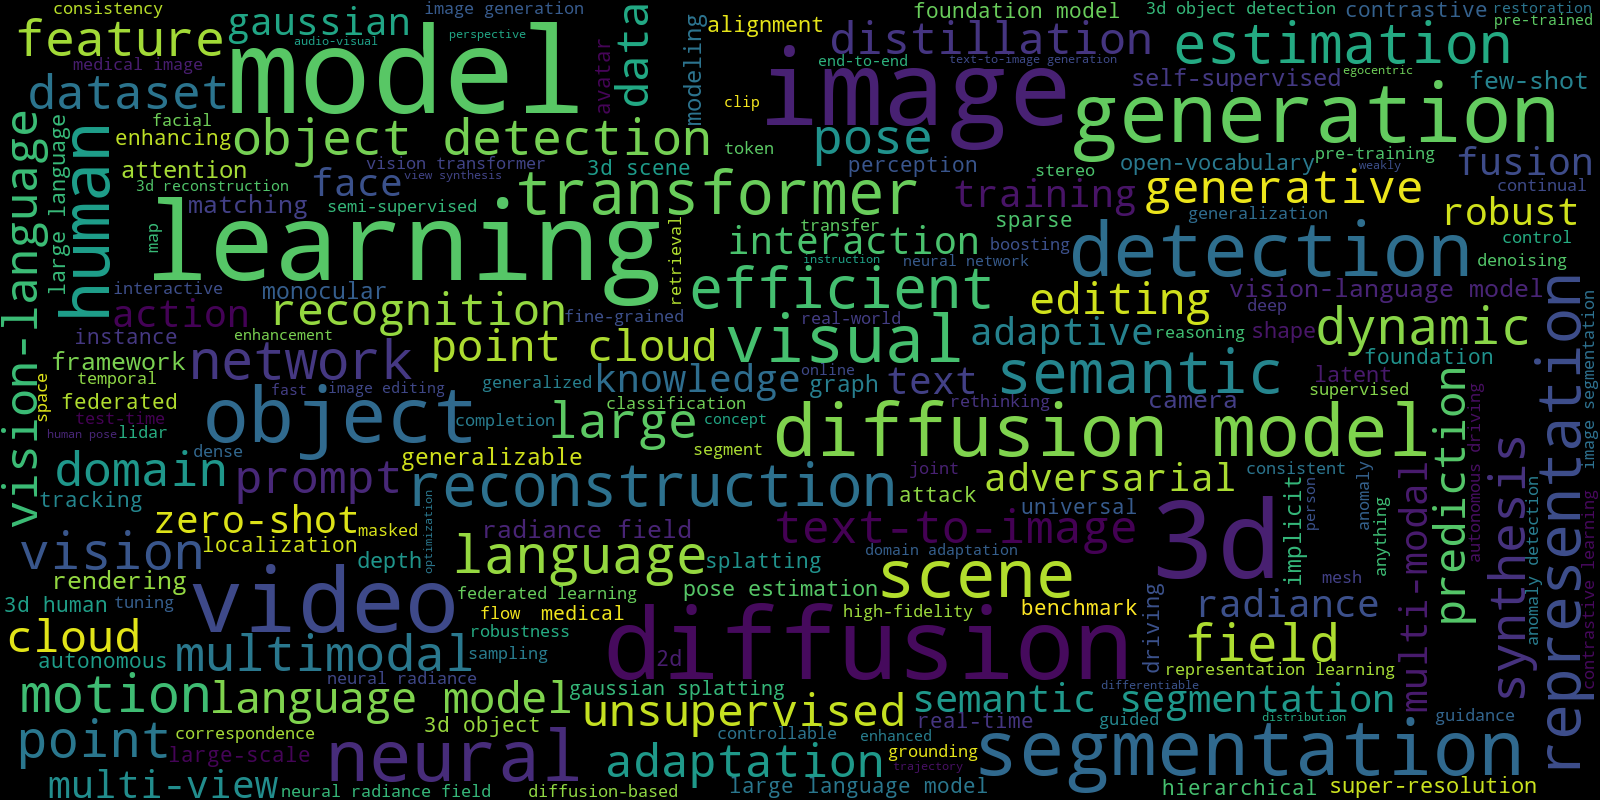 consistency
image generation
gaussian
foundation model
3d object detection
contrastive
restoration
pre-trained
feature
audio-visual
perspective
model
avatar
data
modeling
alignment
distillation
estimation
medical image
end-to-end
text-to-image generation
self-supervised
egocentric
few-shot
dataset
image
clip
generation
facial
enhancing
object detection
token
pose
perception
open-vocabulary
pre-training
weakly
fusion
attention
vision transformer
view synthesis
3d scene
stereo
vision-language
large language
human
3d reconstruction
face
transformer
training
generative
continual
matching
semi-supervised
generalization
robust
map
learning
retrieval
transfer
sparse
interaction
boosting
detection
control
instruction
neural network
denoising
interactive
monocular
efficient
editing
vision-language model
action
recognition
fine-grained
real-world
deep
instance
enhancement
visual
adaptive
reasoning
shape
dynamic
framework
network
point cloud
semantic
foundation
temporal
space
fast
image editing
generalized
knowledge
online
graph
text
latent
supervised
federated
classification
rethinking
camera
test-time
object
completion
large
concept
diffusion model
prediction
autonomous driving
representation
image segmentation
human pose
lidar
dense
generalizable
segment
domain
prompt
reconstruction
joint
adversarial
consistent
anomaly
synthesis
multi-modal
tracking
optimization
attack
universal
implicit
person
anything
anomaly detection
contrastive learning
zero-shot
masked
radiance field
text-to-image
3d
vision
localization
depth
language
splatting
domain adaptation
scene
rendering
video
federated learning
pose estimation
mesh
3d human
tuning
flow
medical
diffusion
high-fidelity
benchmark
driving
radiance
cloud
robustness
field
autonomous
multimodal
sampling
2d
representation learning
neural radiance
motion
language model
gaussian splatting
differentiable
unsupervised
semantic segmentation
3d object
real-time
guided
distribution
guidance
point
correspondence
controllable
enhanced
large-scale
neural
adaptation
grounding
trajectory
segmentation
multi-view
neural radiance field
diffusion-based
large language model
hierarchical
super-resolution